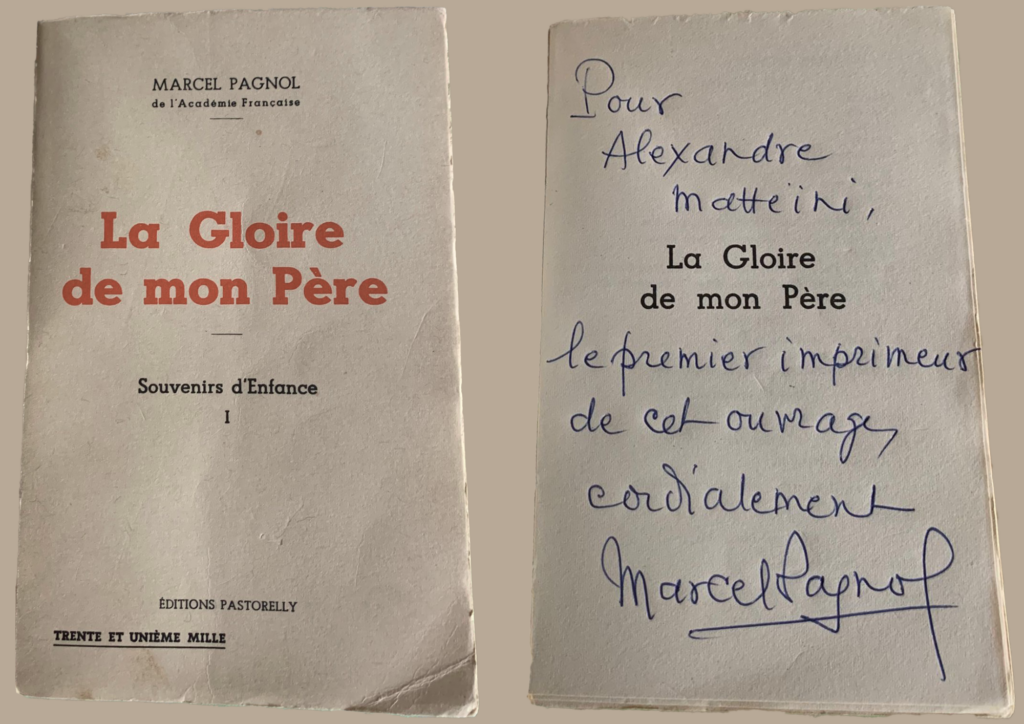 MARCEL PAGNOL
de l'Académie Française
La Gloire
de mon Père
Souvenirs d'Enfance
I
ÉDITIONS PASTORELLY
TRENTE ET UNIÈME MILLE
Pour
Alexandre
Matteïni,
La Gloire
de mon Père
le premier imprimeur
de cet ouvrage,
cordialement
Marcel Pagnol